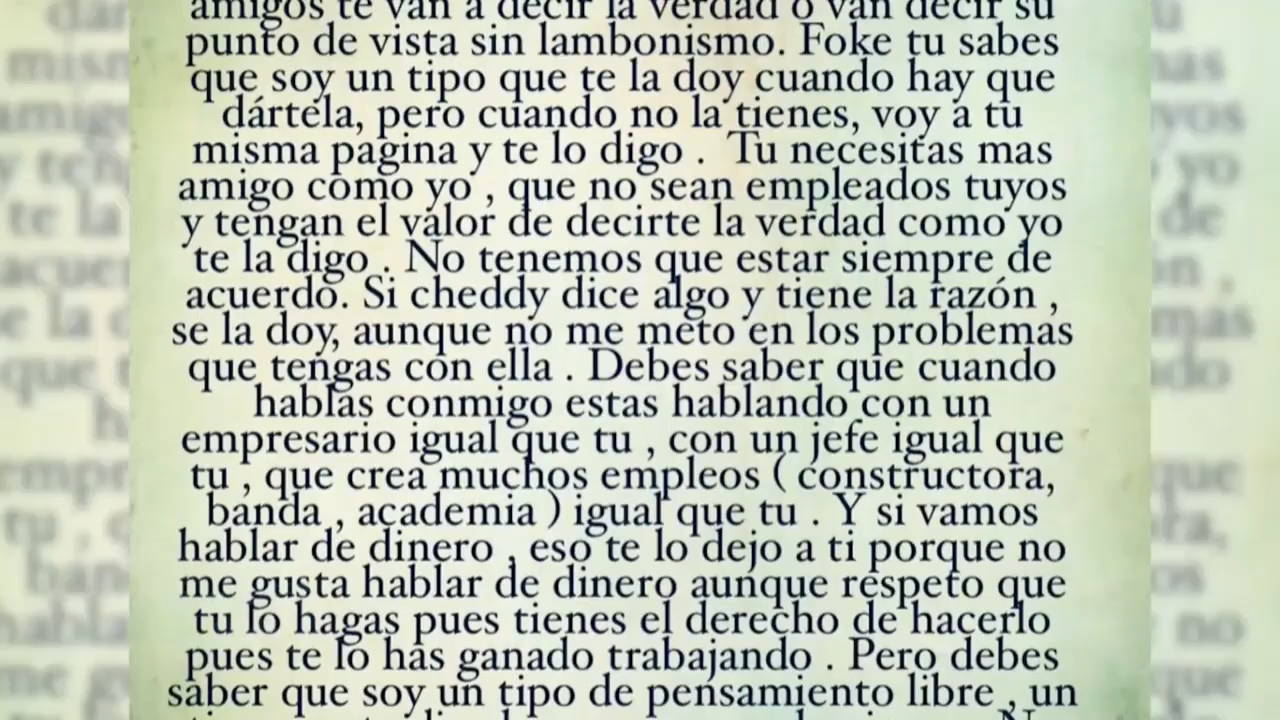 amigos te van a decir la verdad o van decir su
punto de vista sin lambonismo. Foke tu sabes
que soy un tipo que te la doy cuando hay que
dártela, pero cuando no la tienes, voy a tu
misma pagina y te lo digo . Tu necesitas mas
amigo como yo , que no sean empleados tuyos
y tengan el valor de decirte la verdad como yo
te la digo . No tenemos que estar siempre de
acuerdo. Si cheddy dice algo y tiene la razón ,
se la doy, aunque no me meto en los problemas
que tengas con ella . Debes saber que cuando
hablas conmigo estas hablando con un
empresario igual que tu , con un jefe igual que
tu , que crea muchos empleos ( constructora,
banda , academia ) igual que tu . Y si vamos
hablar de dinero , eso te lo dejo a ti porque no
me gusta hablar de dinero aunque respeto que
tu lo hagas pues tienes el derecho de hacerlo
pues te lo has ganado trabajando . Pero debes
saber que soy un tipo de pensamiento libre , un